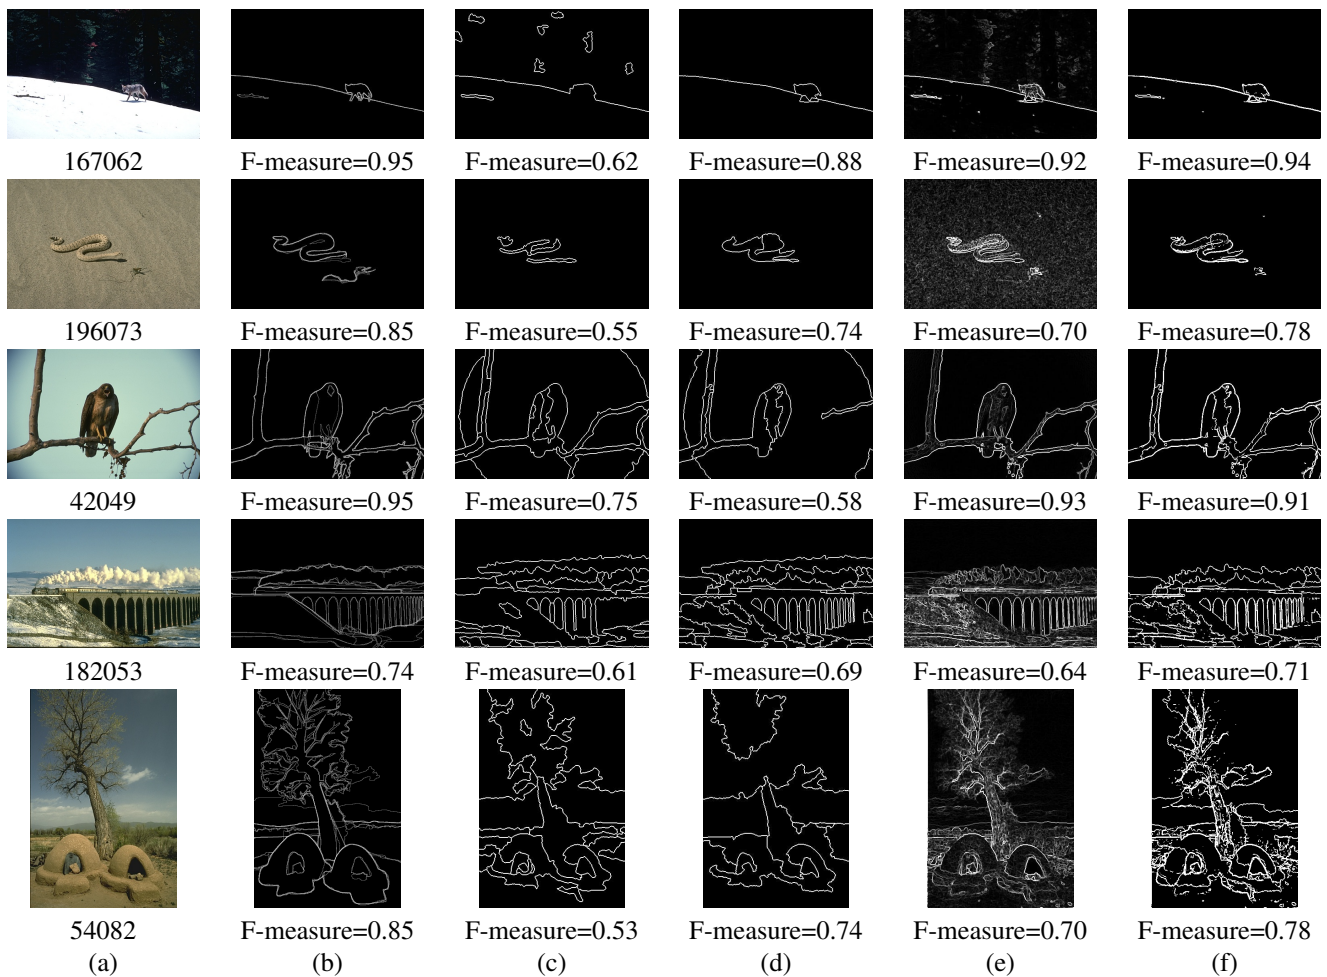 167062 F-measure=0.95 F-measure=0.62 F-measure=0.88 F-measure=0.92 F-measure=0.94
196073 F-measure=0.85 F-measure=0.55 F-measure=0.74 F-measure=0.70 F-measure=0.78
42049 F-measure=0.95 F-measure=0.75 F-measure=0.58 F-measure=0.93 F-measure=0.91
182053 F-measure=0.74 F-measure=0.61 F-measure=0.69 F-measure=0.64 F-measure=0.71
54082 F-measure=0.85 F-measure=0.53 F-measure=0.74 F-measure=0.70 F-measure=0.78
(a) (b) (c) (d) (e) (f)